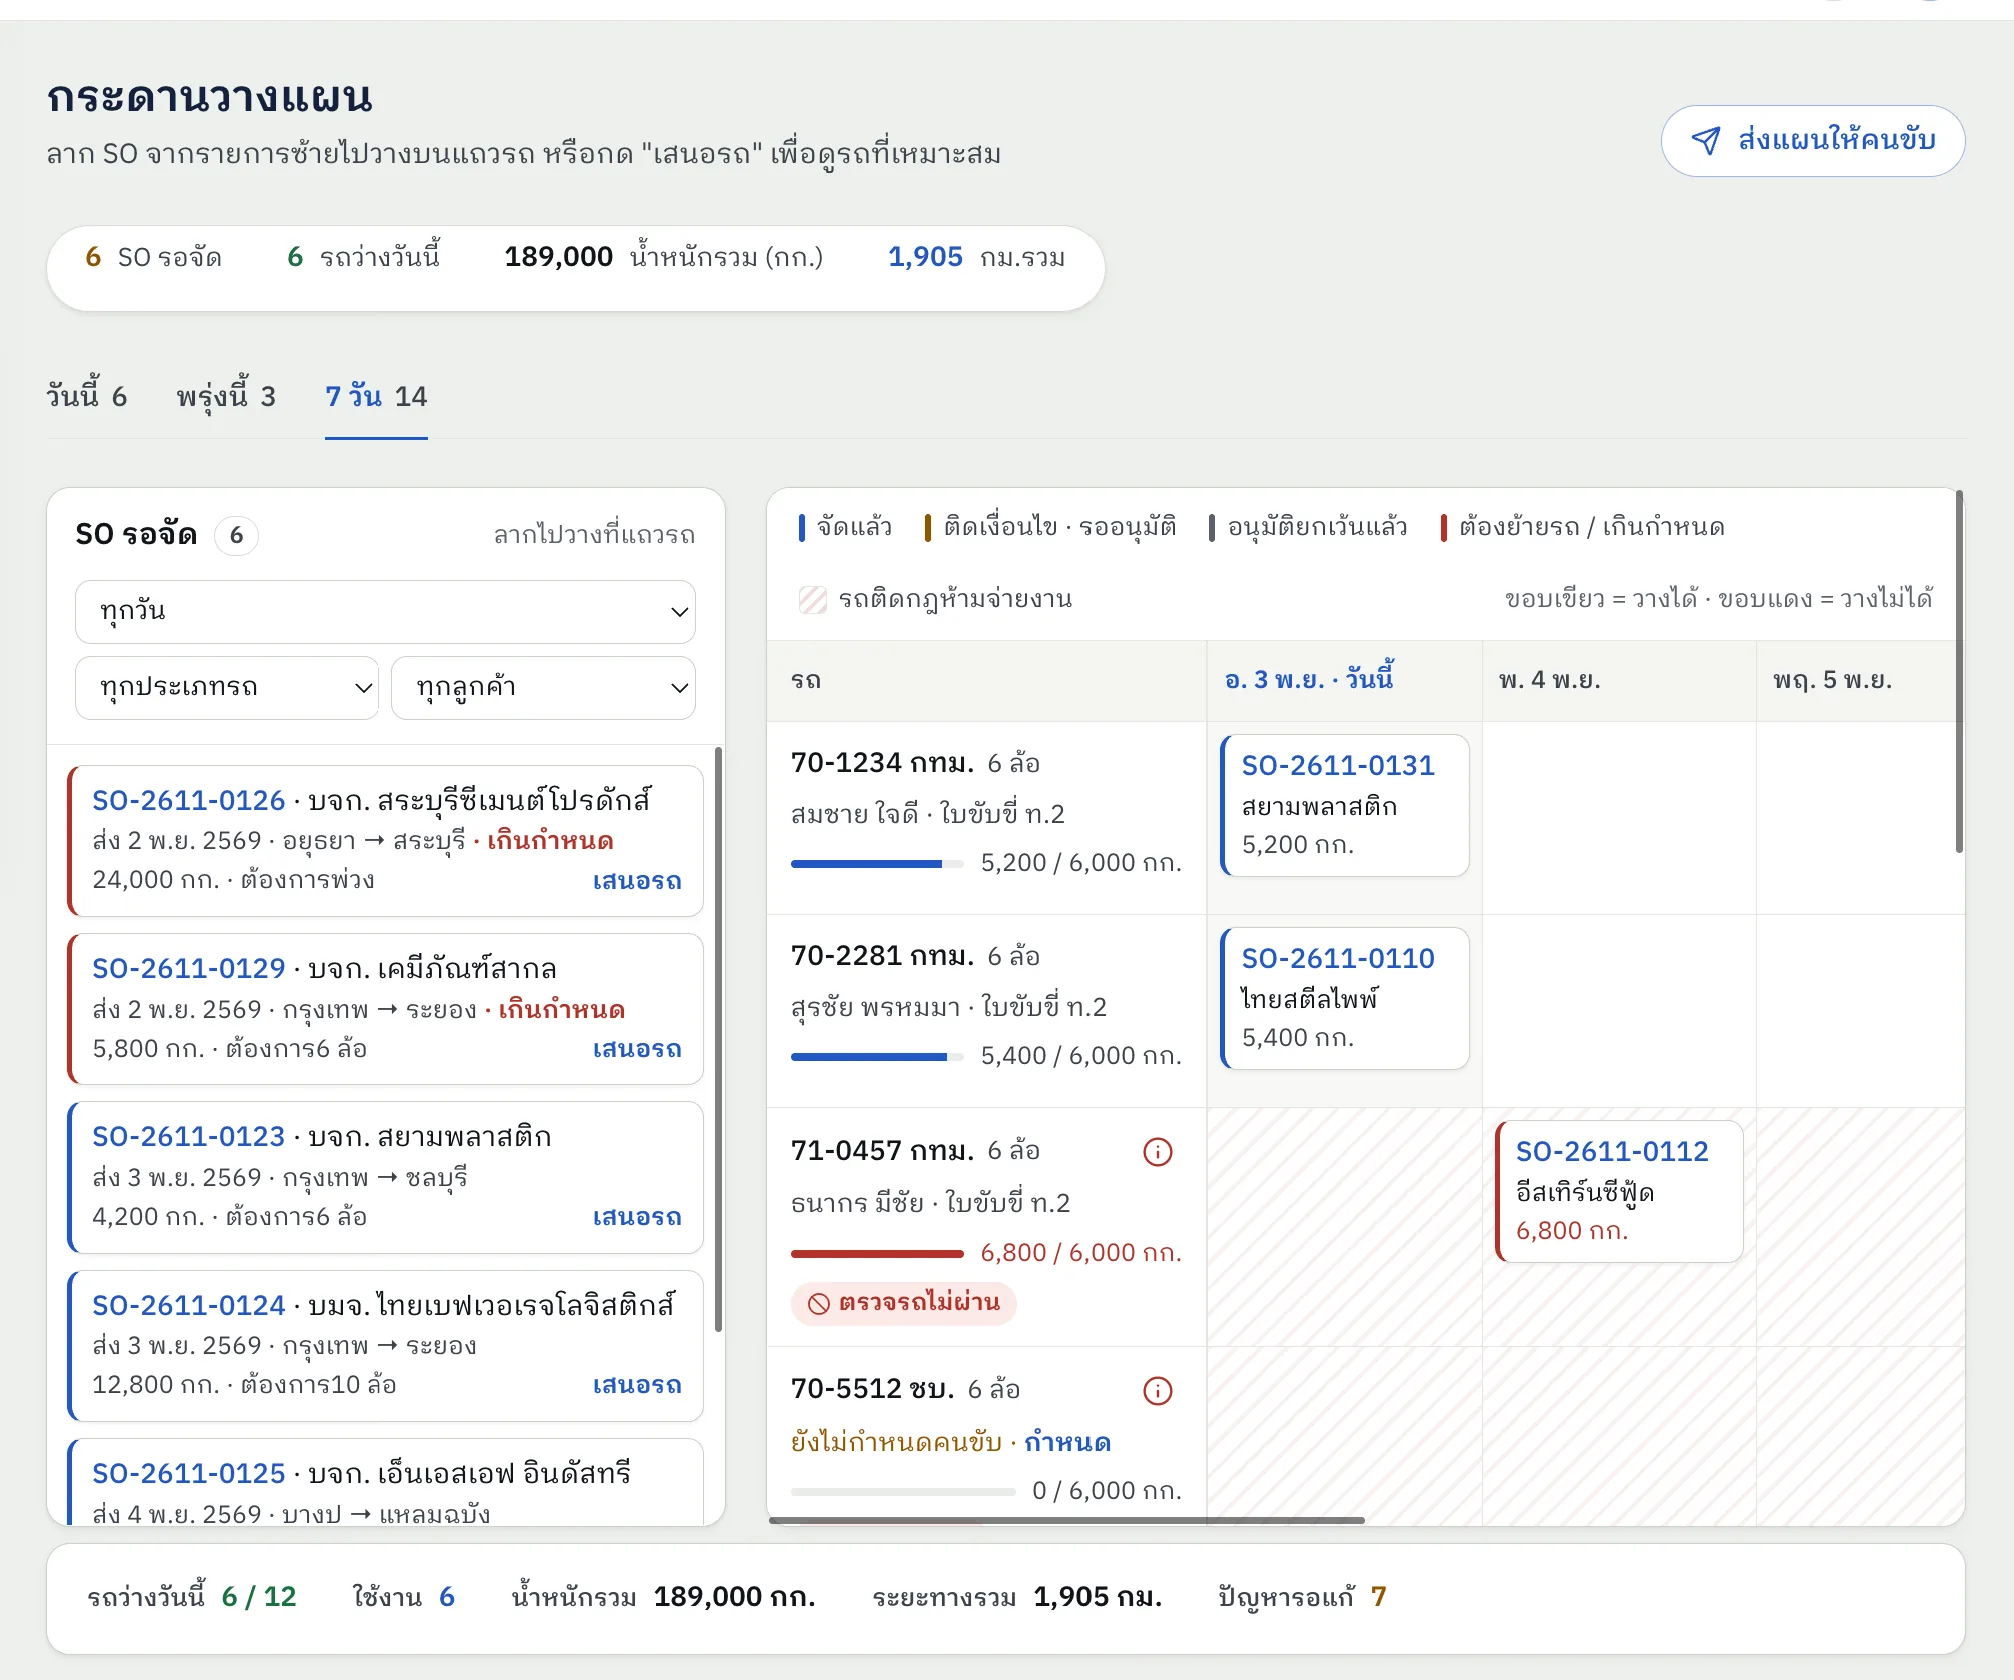 กระดานวางแผน
ลาก SO จากรายการซ้ายไปวางบนแถวรถ หรือกด "เสนอรถ" เพื่อดูรถที่เหมาะสม
ส่งแผนให้คนขับ
6 SO รอจัด 6 รถว่างวันนี้ 189,000 น้ำหนักรวม (กก.) 1,905 กม.รวม
วันนี้ 6 พรุ่งนี้ 3 7 วัน 14
SO รอจัด 6 ลากไปวางที่แถวรถ
ทุกวัน
ทุกประเภทรถ ทุกลูกค้า
SO-2611-0126 · บจก. สระบุรีซีเมนต์โปรดักส์
ส่ง 2 พ.ย. 2569 · อยุธยา → สระบุรี · เกินกำหนด
24,000 กก. · ต้องการพ่วง เสนอรถ
SO-2611-0129 · บจก. เคมีภัณฑ์สากล
ส่ง 2 พ.ย. 2569 · กรุงเทพ → ระยอง · เกินกำหนด
5,800 กก. · ต้องการ6 ล้อ เสนอรถ
SO-2611-0123 · บจก. สยามพลาสติก
ส่ง 3 พ.ย. 2569 · กรุงเทพ → ชลบุรี
4,200 กก. · ต้องการ6 ล้อ เสนอรถ
SO-2611-0124 · บมจ. ไทยเบฟเวอเรจโลจิสติกส์
ส่ง 3 พ.ย. 2569 · กรุงเทพ → ระยอง
12,800 กก. · ต้องการ10 ล้อ เสนอรถ
SO-2611-0125 · บจก. เอ็นเอสเอฟ อินดัสทรี
ส่ง 4 พ.ย. 2569 · บางปู → แหลมฉบัง
จัดแล้ว ติดเงื่อนไข · รออนุมัติ อนุมัติยกเว้นแล้ว ต้องย้ายรถ / เกินกำหนด
รถติดกฎห้ามจ่ายงาน ขอบเขียว = วางได้ · ขอบแดง = วางไม่ได้
รถ อ. 3 พ.ย. · วันนี้ พ. 4 พ.ย. พฤ. 5 พ.ย.
70-1234 กทม. 6 ล้อ
สมชาย ใจดี · ใบขับขี่ ท.2
5,200 / 6,000 กก.
SO-2611-0131
สยามพลาสติก
5,200 กก.
70-2281 กทม. 6 ล้อ
สุรชัย พรหมมา · ใบขับขี่ ท.2
5,400 / 6,000 กก.
SO-2611-0110
ไทยสตีลไพพ์
5,400 กก.
71-0457 กทม. 6 ล้อ
ธนากร มีชัย · ใบขับขี่ ท.2
6,800 / 6,000 กก.
ตรวจรถไม่ผ่าน
SO-2611-0112
อีสเทิร์นซีฟู้ด
6,800 กก.
70-5512 ชบ. 6 ล้อ
ยังไม่กำหนดคนขับ · กำหนด
0 / 6,000 กก.
รถว่างวันนี้ 6 / 12 ใช้งาน 6 น้ำหนักรวม 189,000 กก. ระยะทางรวม 1,905 กม. ปัญหารอแก้ 7